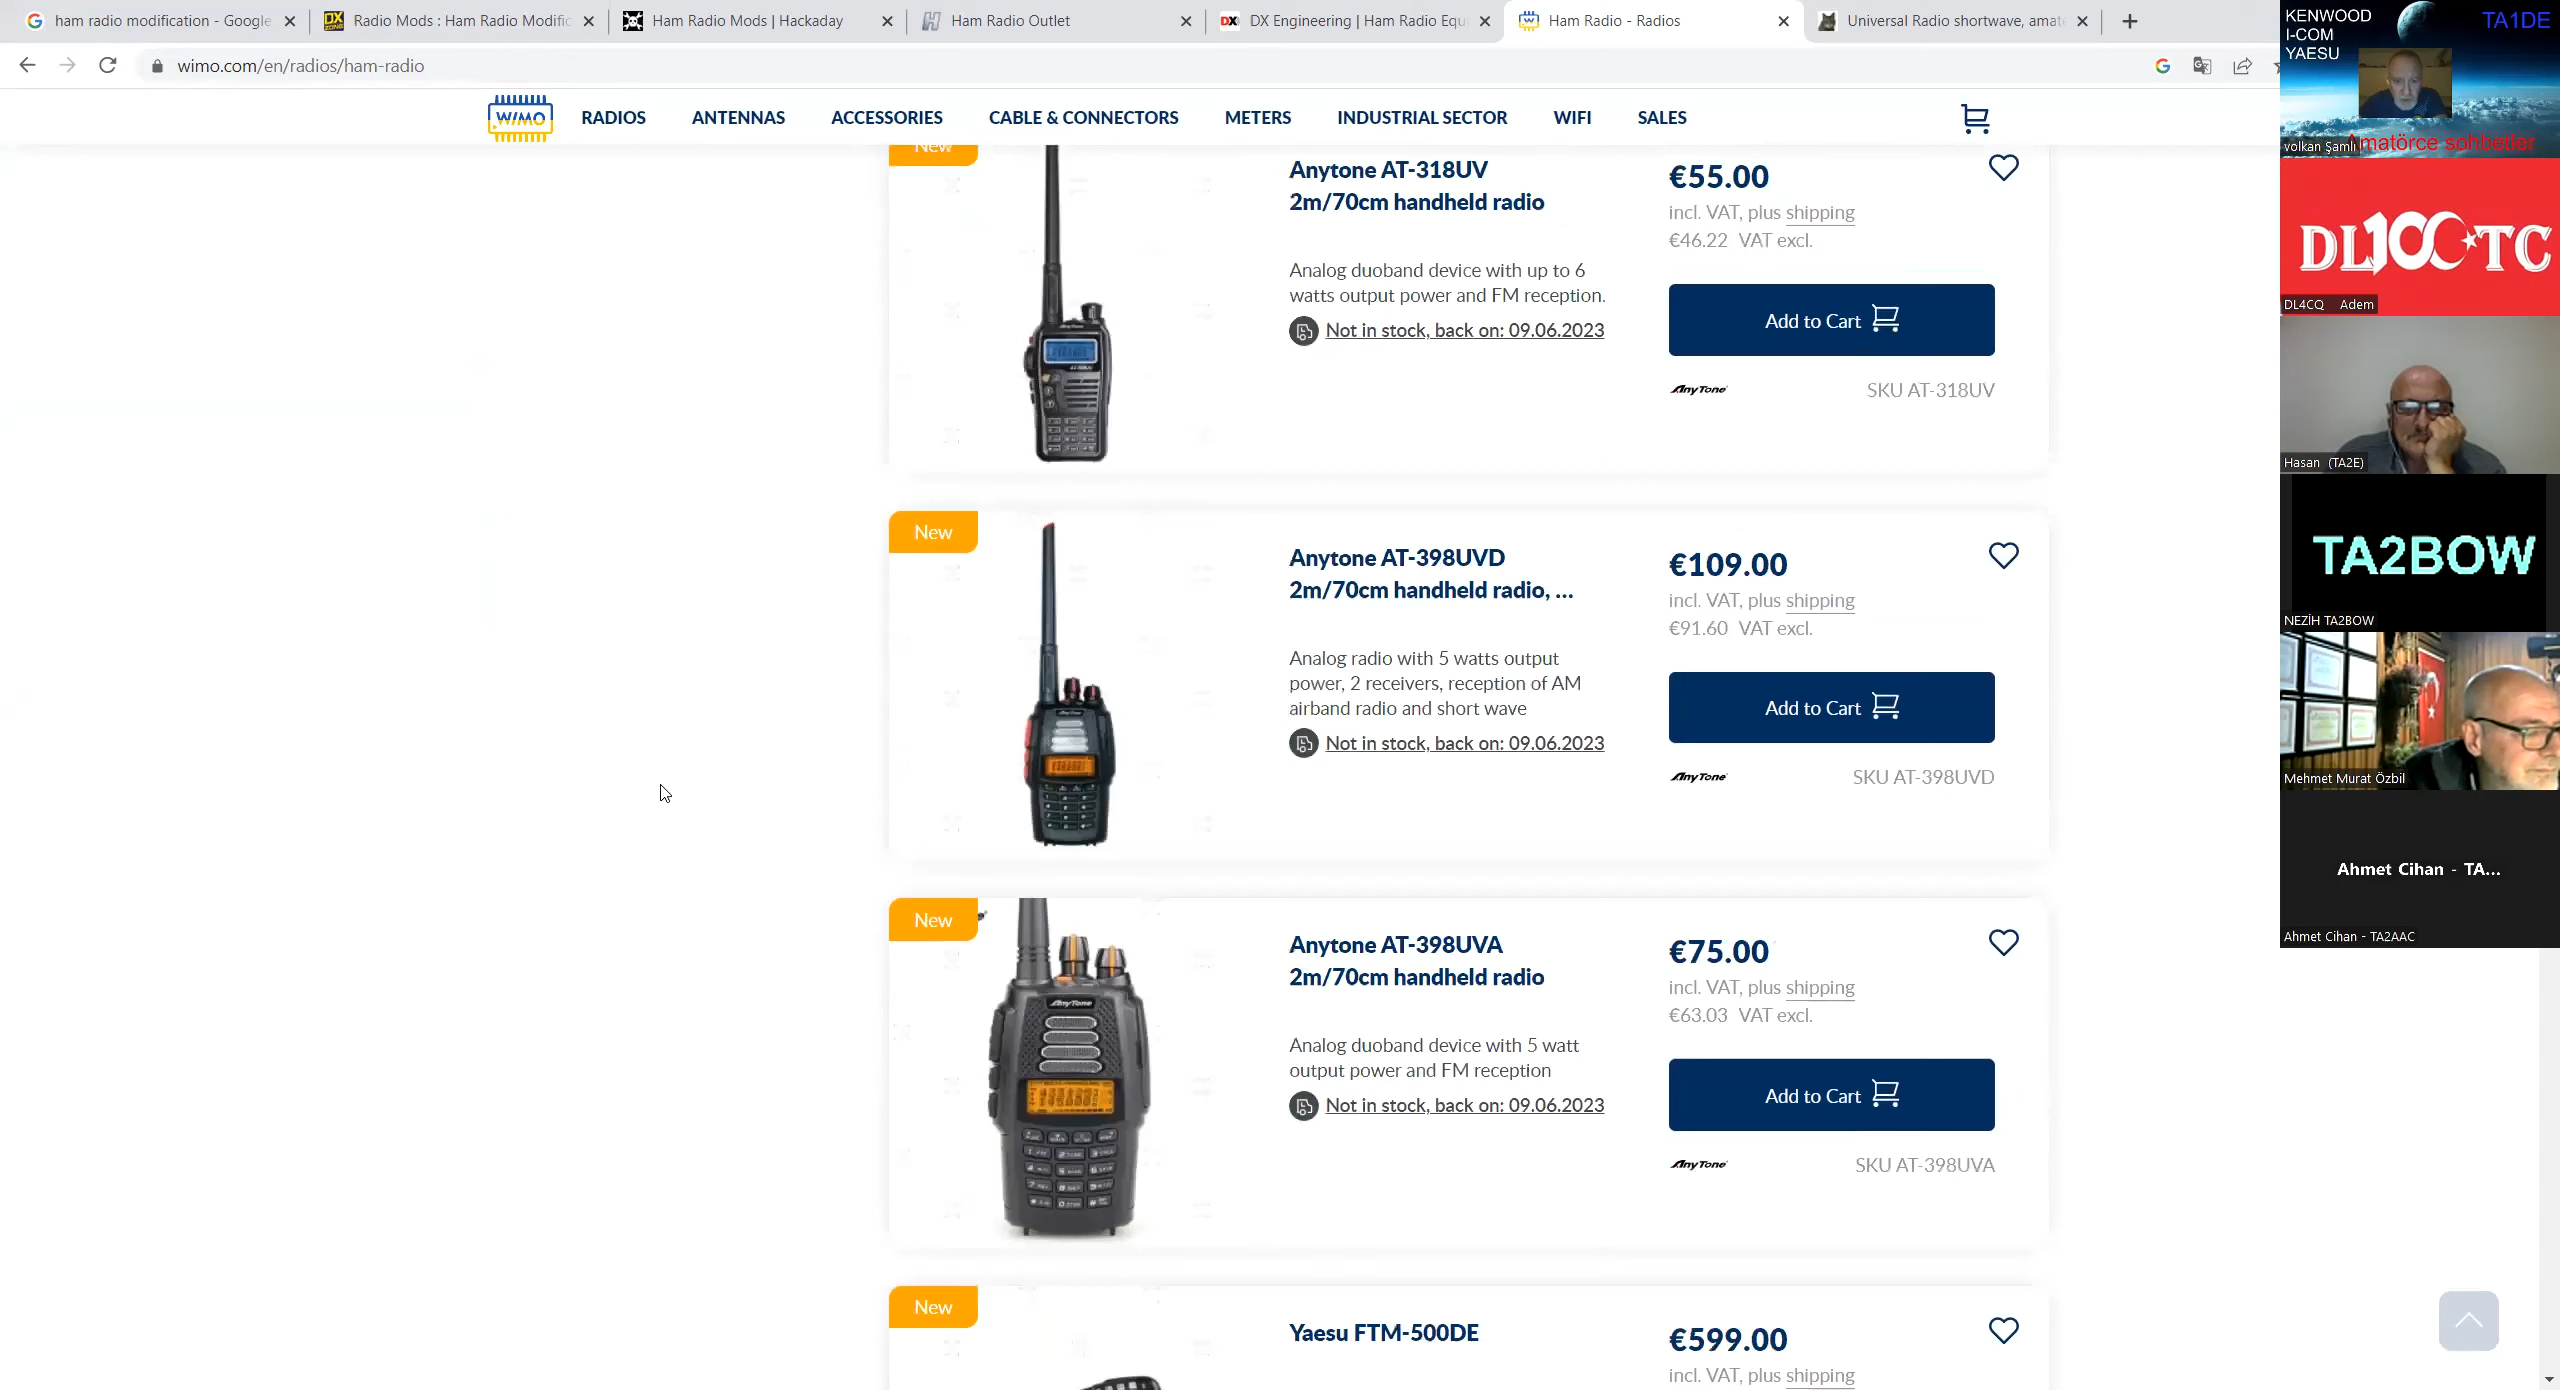 ham radio modification - Google
Radio Mods : Ham Radio Modific
Ham Radio Mods | Hackaday
Ham Radio Outlet
DX Engineering | Ham Radio Equ
Ham Radio - Radios
Universal Radio shortwave, amate
wimo.com/en/radios/ham-radio
WiMO
RADIOS
ANTENNAS
ACCESSORIES
CABLE & CONNECTORS
METERS
INDUSTRIAL SECTOR
WIFI
SALES
New
Anytone AT-318UV
2m/70cm handheld radio
Analog duoband device with up to 6
watts output power and FM reception.
Not in stock, back on: 09.06.2023
€55.00
incl. VAT, plus shipping
€46.22 VAT excl.
Add to Cart
AnyTone
SKU AT-318UV
New
Anytone AT-398UVD
2m/70cm handheld radio, ...
Analog radio with 5 watts output
power, 2 receivers, reception of AM
airband radio and short wave
Not in stock, back on: 09.06.2023
€109.00
incl. VAT, plus shipping
€91.60 VAT excl.
Add to Cart
AnyTone
SKU AT-398UVD
New
AnyTone
Anytone AT-398UVA
2m/70cm handheld radio
Analog duoband device with 5 watt
output power and FM reception
Not in stock, back on: 09.06.2023
€75.00
incl. VAT, plus shipping
€63.03 VAT excl.
Add to Cart
AnyTone
SKU AT-398UVA
New
Yaesu FTM-500DE
€599.00
incl. VAT, plus shipping
KENWOOD
I-COM
YAESU
TA1DE
Amatörce sohbetler
volkan Şamlı
DL100TC
DL4CQ Adem
Hasan (TA2E)
TA2BOW
NEZİH TA2BOW
Mehmet Murat Özbil
Ahmet Cihan - TA...
Ahmet Cihan - TA2AAC